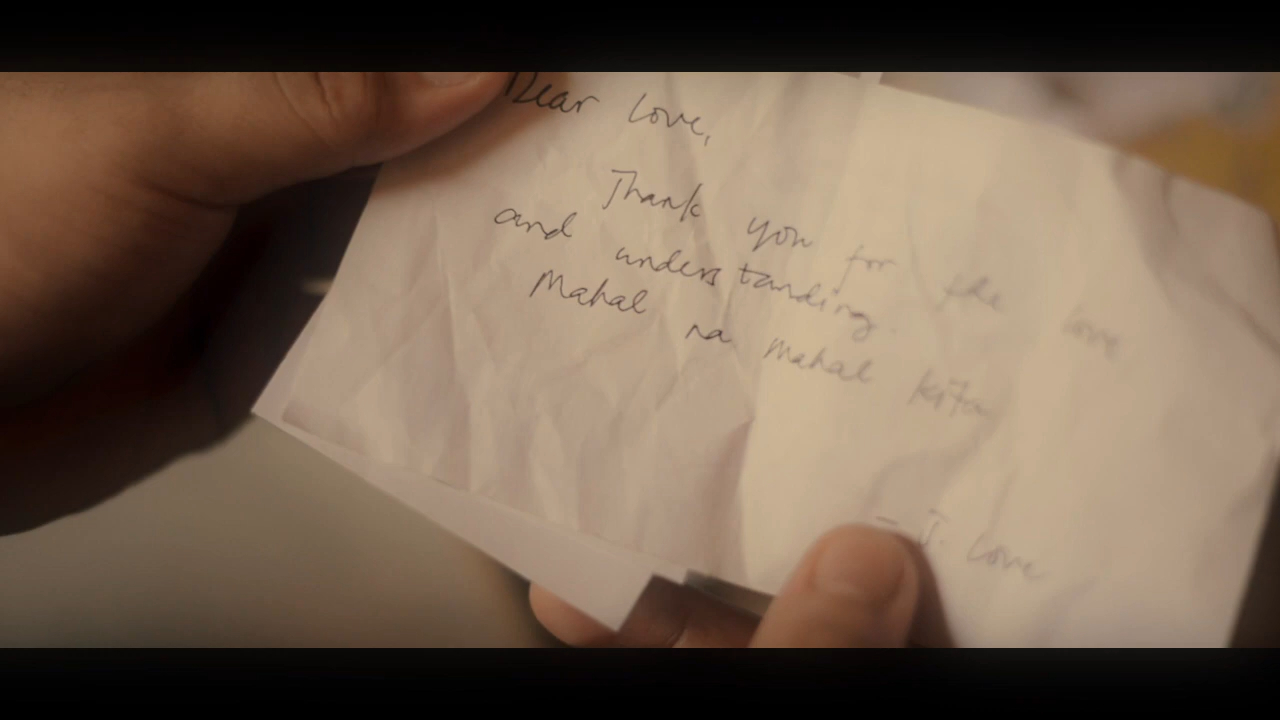 Dear Love,
Thank you for the love
and understanding.
Mahal na mahal kita
- J. Love